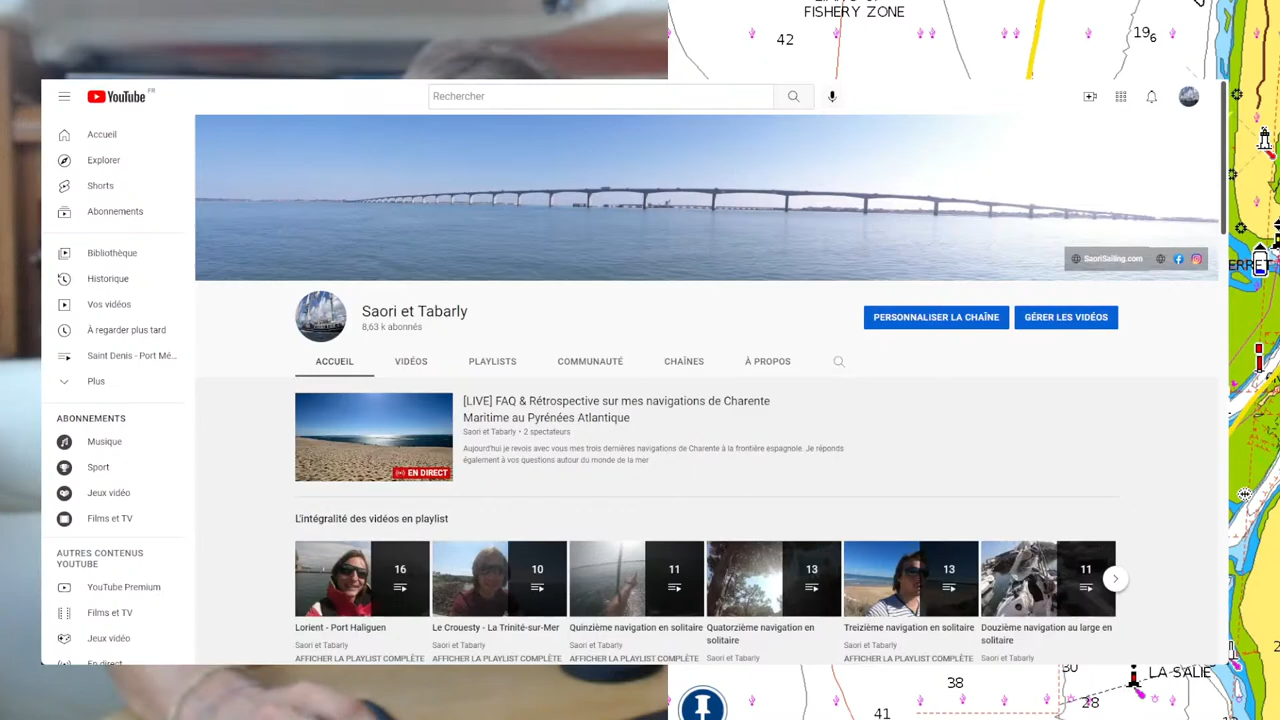 FISHERY ZONE
42
19₆
YouTube FR
Rechercher
Accueil
Explorer
Shorts
Abonnements
Bibliothèque
Historique
Vos vidéos
À regarder plus tard
Saint Denis - Port Mé...
Plus
ABONNEMENTS
Musique
Sport
Jeux vidéo
Films et TV
AUTRES CONTENUS
YOUTUBE
YouTube Premium
Films et TV
Jeux vidéo
En direct
SaoriSailing.com
Saori et Tabarly
8,63 k abonnés
PERSONNALISER LA CHAÎNE
GÉRER LES VIDÉOS
ACCUEIL
VIDÉOS
PLAYLISTS
COMMUNAUTÉ
CHAÎNES
À PROPOS
[LIVE] FAQ & Rétrospective sur mes navigations de Charente
Maritime au Pyrénées Atlantique
Saori et Tabarly • 2 spectateurs
Aujourd'hui je revois avec vous mes trois dernières navigations de Charente à la frontière espagnole. Je réponds
également à vos questions autour du monde de la mer
EN DIRECT
L'intégralité des vidéos en playlist
16
Lorient - Port Haliguen
Saori et Tabarly
AFFICHER LA PLAYLIST COMPLÈTE
10
Le Crouesty - La Trinité-sur-Mer
Saori et Tabarly
AFFICHER LA PLAYLIST COMPLÈTE
11
Quinzième navigation en solitaire
Saori et Tabarly
AFFICHER LA PLAYLIST COMPLÈTE
13
Quatorzième navigation en
solitaire
Saori et Tabarly
13
Treizième navigation en solitaire
Saori et Tabarly
AFFICHER LA PLAYLIST COMPLÈTE
11
Douzième navigation au large en
solitaire
Saori et Tabarly
ERRET
30
LA SALIE
38
28
41